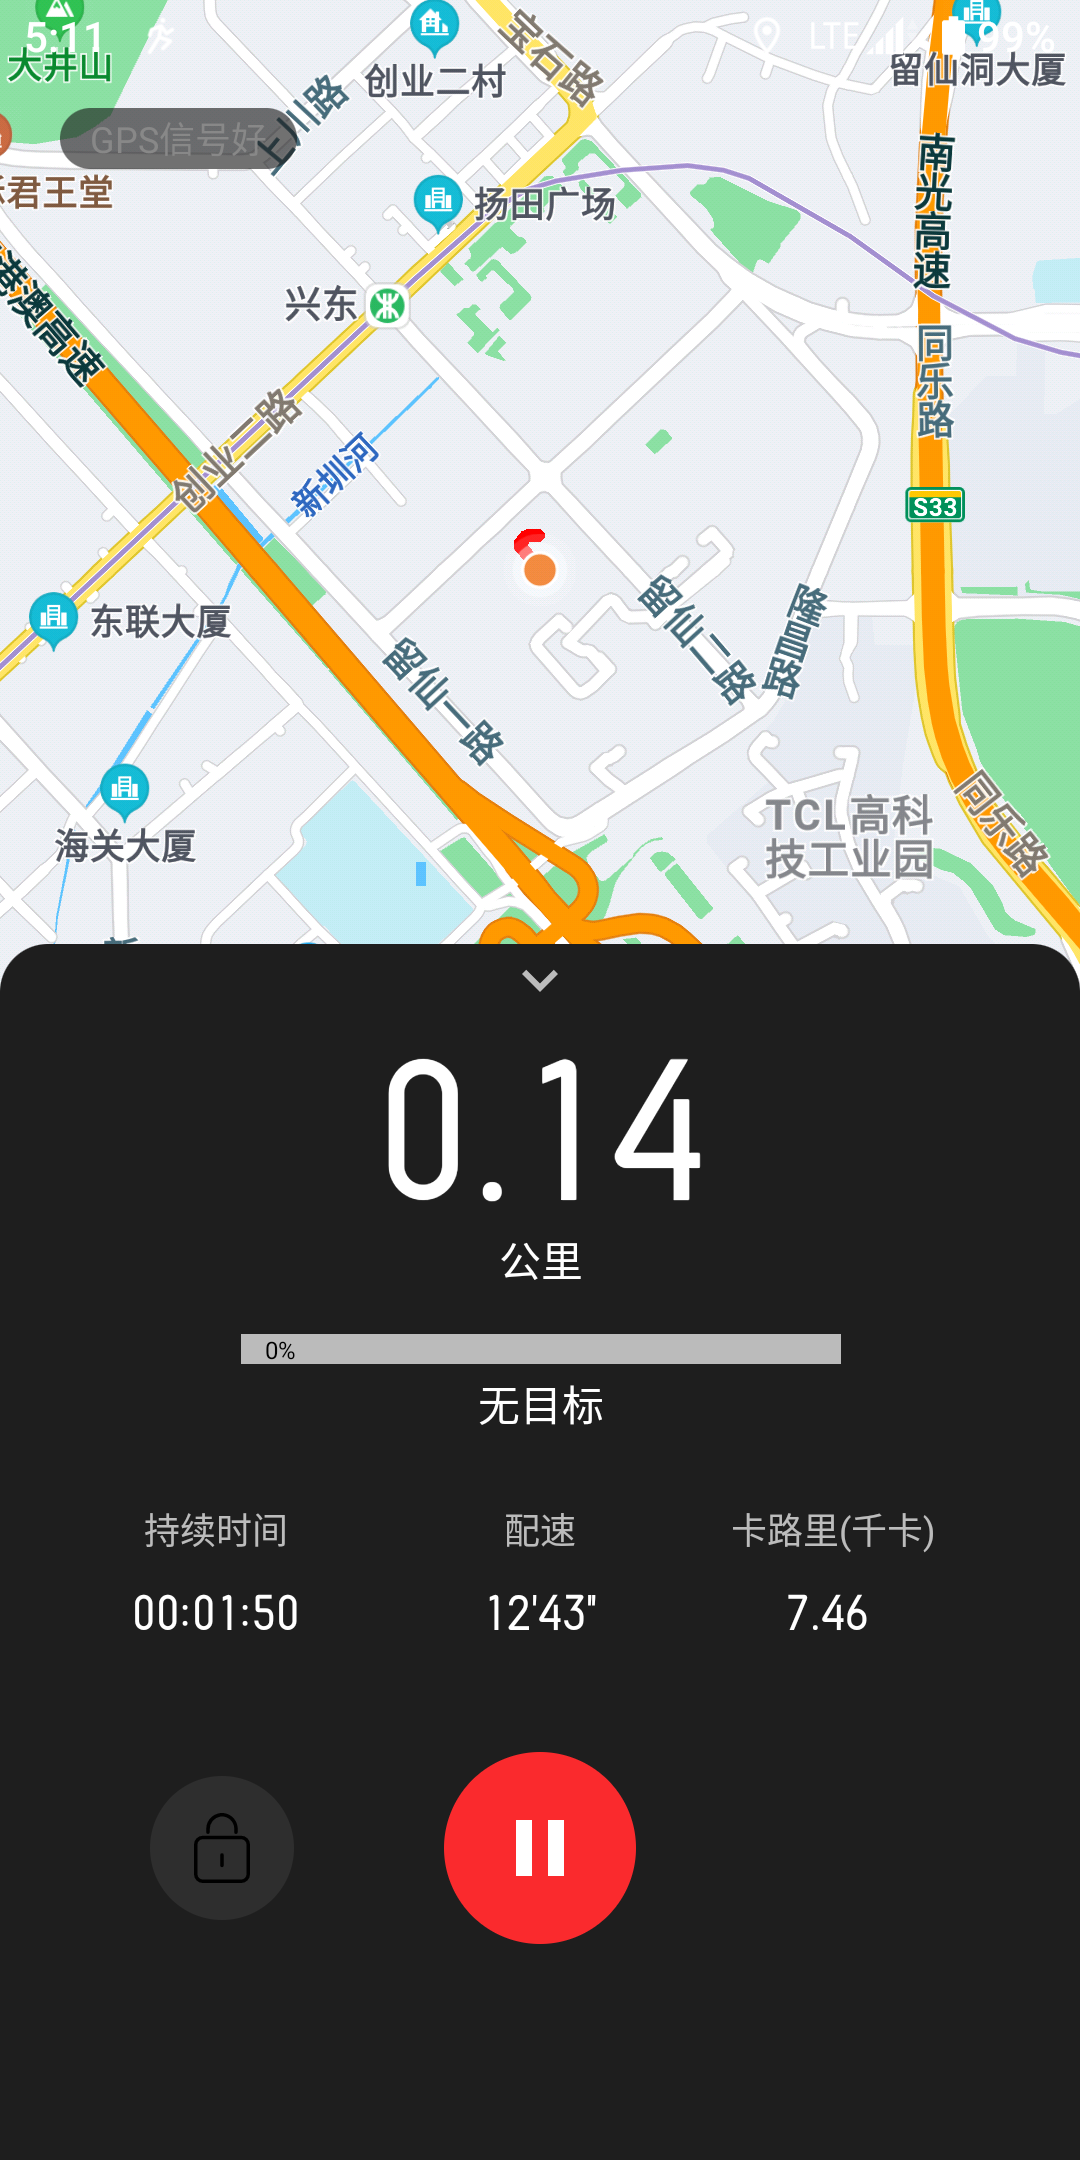 5:11
LTE
99%
大井山
创业二村
宝石路
留仙洞大厦
GPS信号好
上川路
君王堂
扬田广场
南光高速
港澳高速
兴东
同乐路
创业二路
新圳河
S33
东联大厦
留仙二路
隆昌路
留仙一路
海关大厦
TCL高科
技工业园
同乐路
0.14
公里
0%
无目标
持续时间
配速
卡路里(千卡)
00:01:50
12'43"
7.46